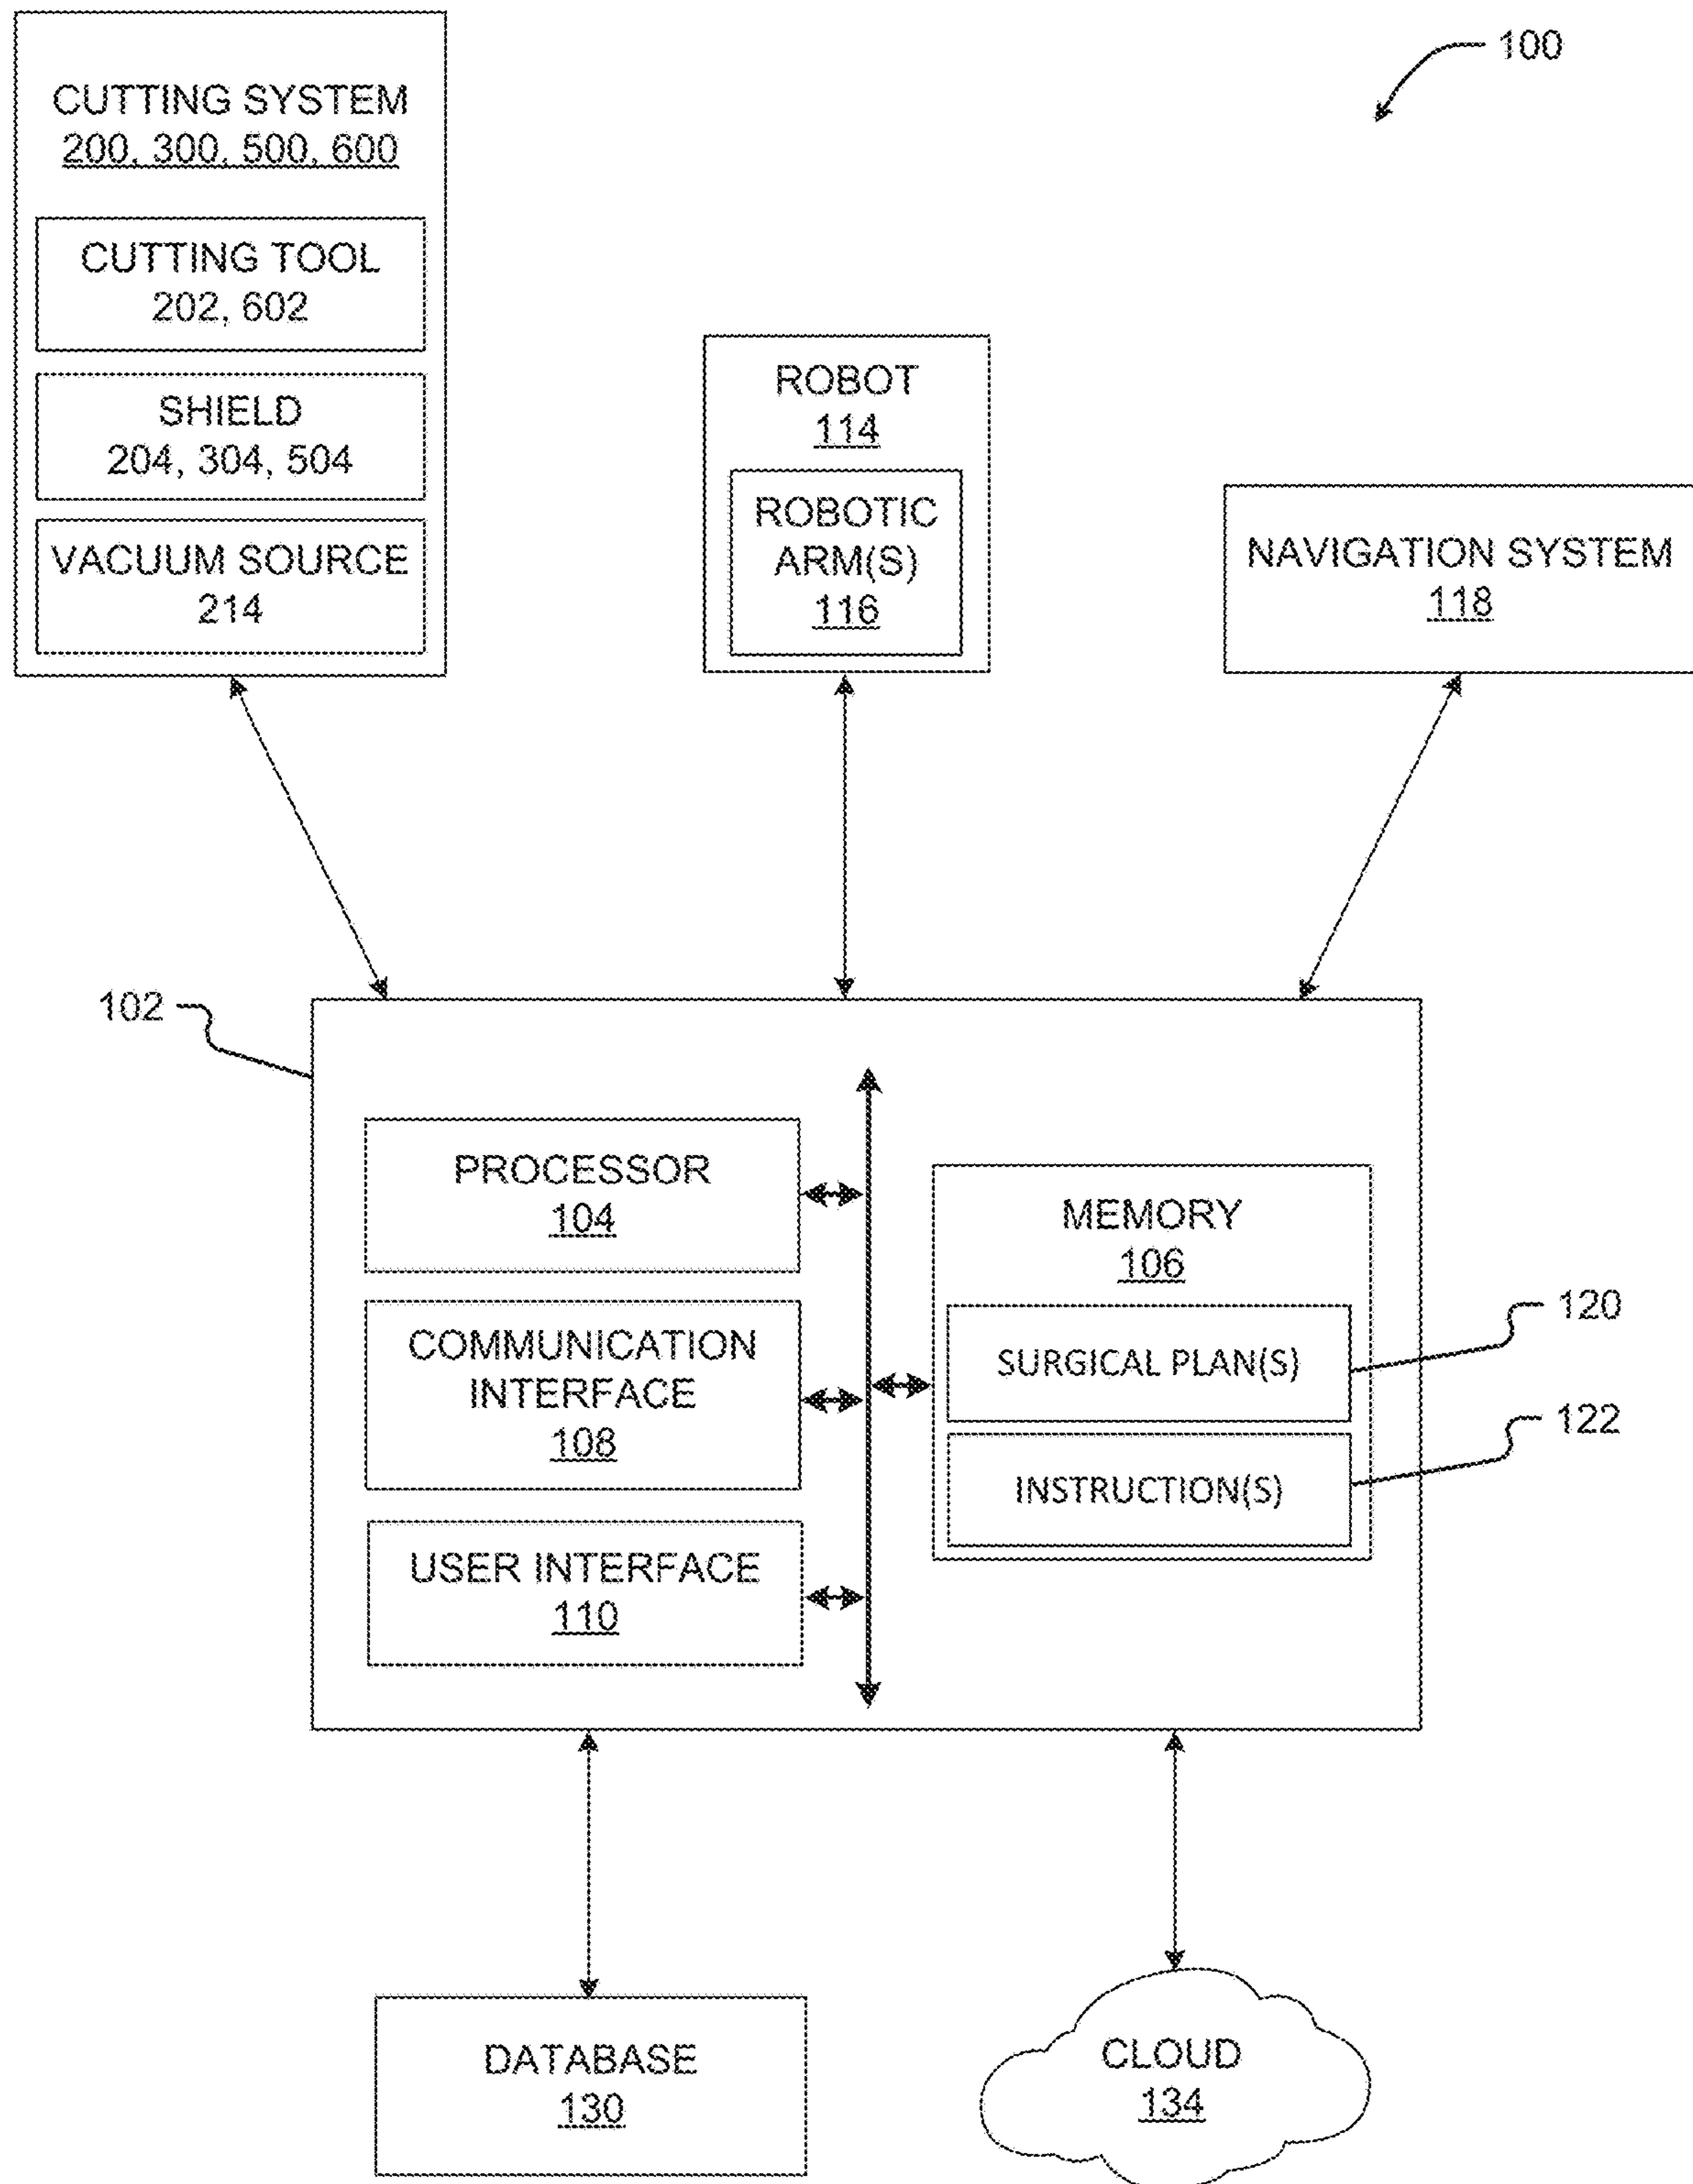 100
CUTTING SYSTEM
200, 300, 500, 600
CUTTING TOOL
202, 602
SHIELD
204, 304, 504
VACUUM SOURCE
214
ROBOT
114
ROBOTIC
ARM(S)
116
NAVIGATION SYSTEM
118
102
PROCESSOR
104
COMMUNICATION
INTERFACE
108
USER INTERFACE
110
MEMORY
106
SURGICAL PLAN(S)
120
INSTRUCTION(S)
122
DATABASE
130
CLOUD
134